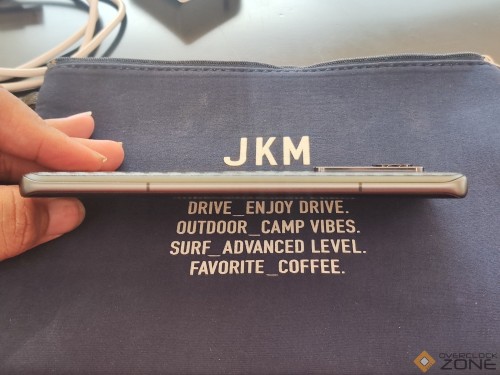 JKM
DRIVE_ENJOY DRIVE.
OUTDOOR_CAMP VIBES.
SURF_ADVANCED LEVEL.
FAVORITE_COFFEE.
OVERCLOCK
ZONE